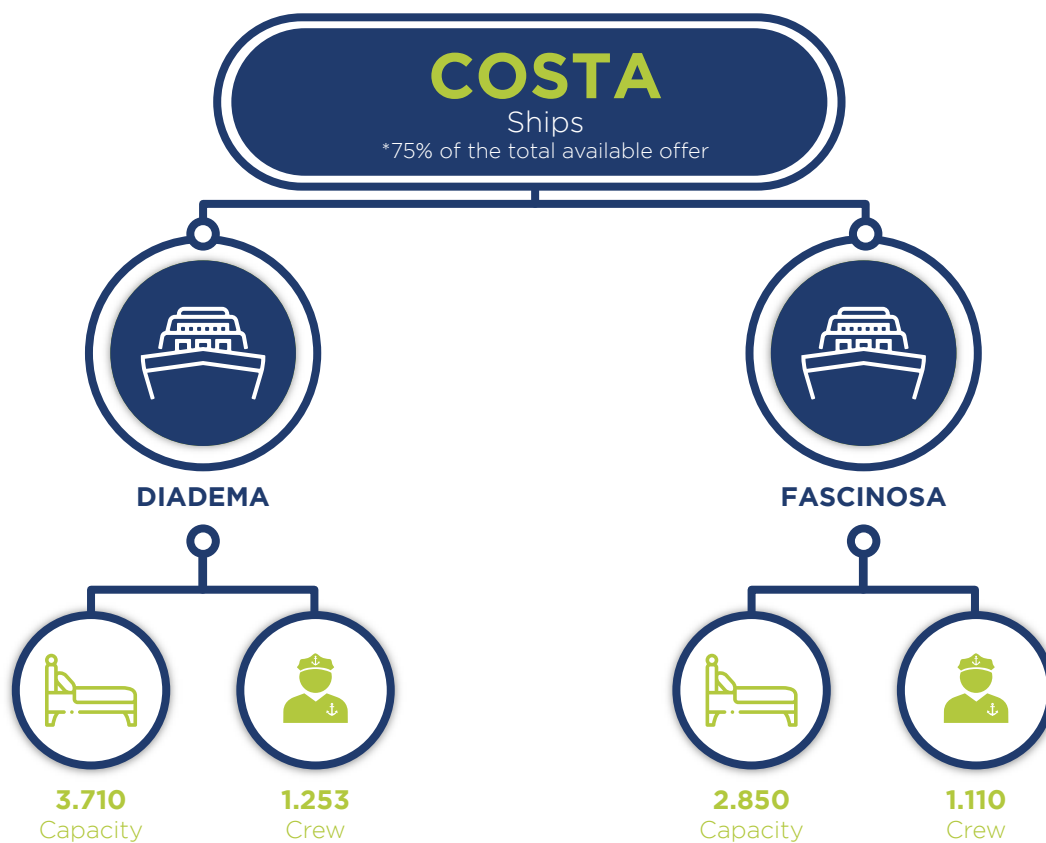 COSTA
Ships
*75% of the total available offer
DIADEMA
FASCINOSA
3.710
Capacity
1.253
Crew
2.850
Capacity
1.110
Crew